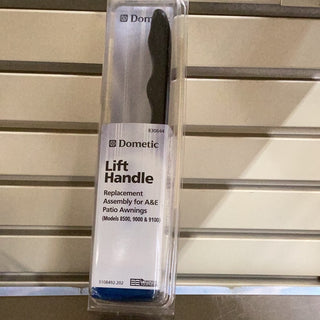 Dometic
830644
Dometic
Lift
Handle
Replacement
Assembly for A&E
Patio Awnings
(Models 8500, 9000 & 9100)